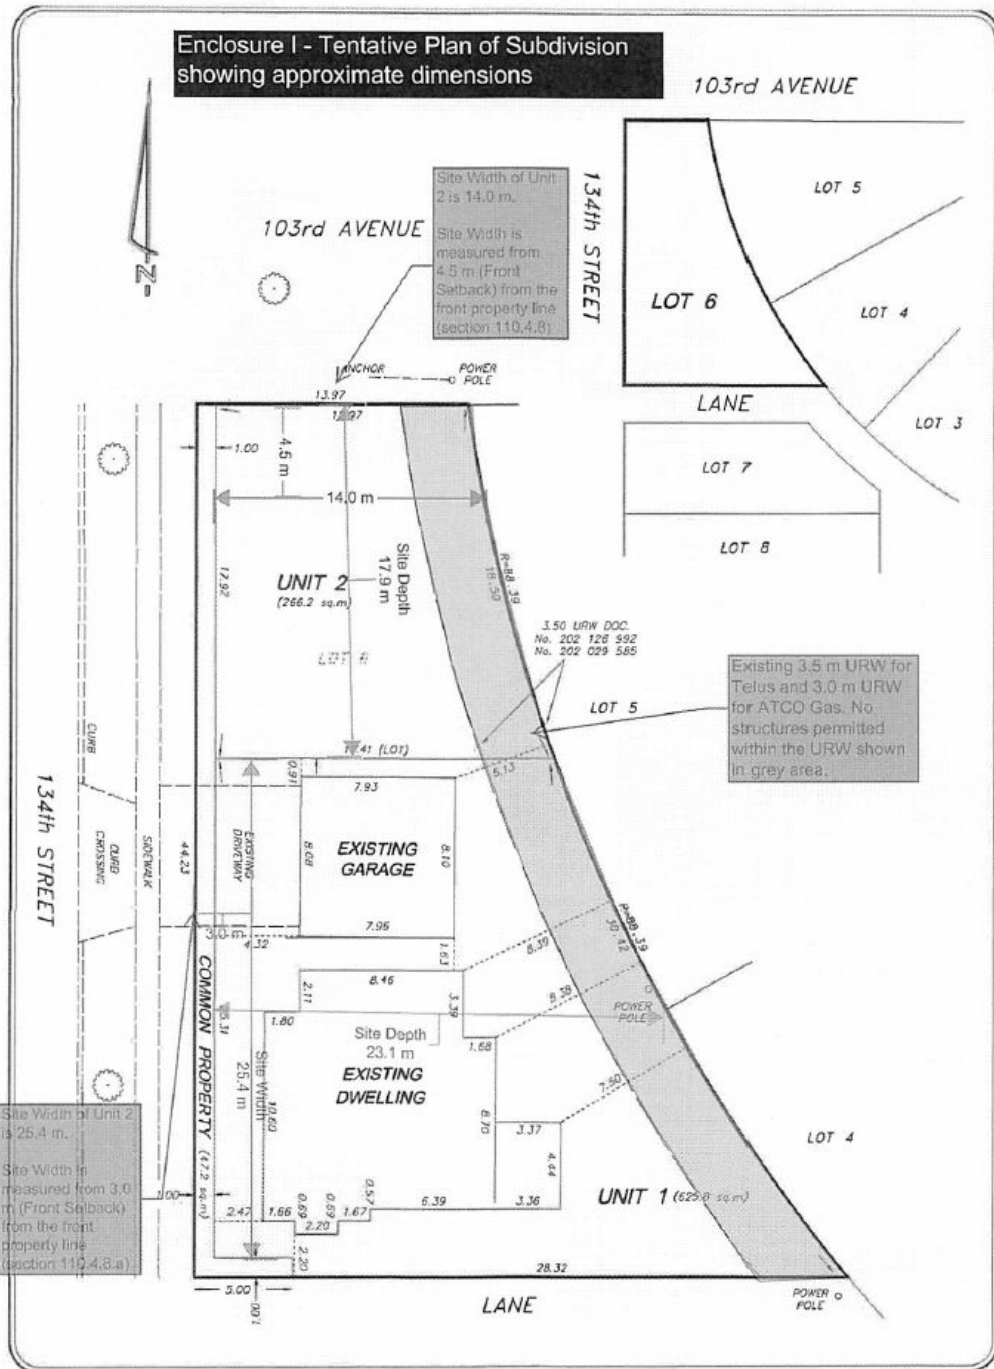 Enclosure I - Tentative Plan of Subdivision
showing approximate dimensions
103rd AVENUE
134th STREET
LOT 5
LOT 6
LOT 4
LOT 3
LANE
LOT 7
LOT 8
-N-
103rd AVENUE
Site Width of Unit
2 is 14.0 m.
Site Width is
measured from
4.5 m (Front
Setback) from the
front property line
(section 110.4.8)
ANCHOR
POWER
POLE
13.97
1.00
4.5 m
14.0 m
17.92
UNIT 2
(266.2 sq.m)
Site Depth
17.9 m
R=88.39
18.50
3.50 URW DOC.
No. 202 126 992
No. 202 029 585
LOT 5
Existing 3.5 m URW for
Telus and 3.0 m URW
for ATCO Gas. No
structures permitted
within the URW shown
in grey area.
(LOT)
0.91
7.93
5.13
CURB
134th STREET
CURB
CROSSING
SIDEWALK
44.23
EXISTING
DRIVEWAY
8.08
EXISTING
GARAGE
8.10
7.95
3.0 m
4.32
1.63
8.39
R=88.39
30.42
COMMON PROPERTY (47.2 sq.m)
2.11
8.46
3.39
8.38
POWER
POLE
1.80
1.68
Site Depth
23.1 m
EXISTING
DWELLING
Site Width
25.4 m
10.60
8.70
7.50
3.37
4.44
LOT 4
Site Width of Unit 2
is 25.4 m.
Site Width is
measured from 3.0
m (Front Setback)
from the front
property line
(section 110.4.8.a)
2.47
1.66
0.69
2.20
0.69
1.67
0.57
6.39
3.36
UNIT 1 (625.8 sq.m)
2.20
28.32
5.00
1.00
LANE
POWER
POLE